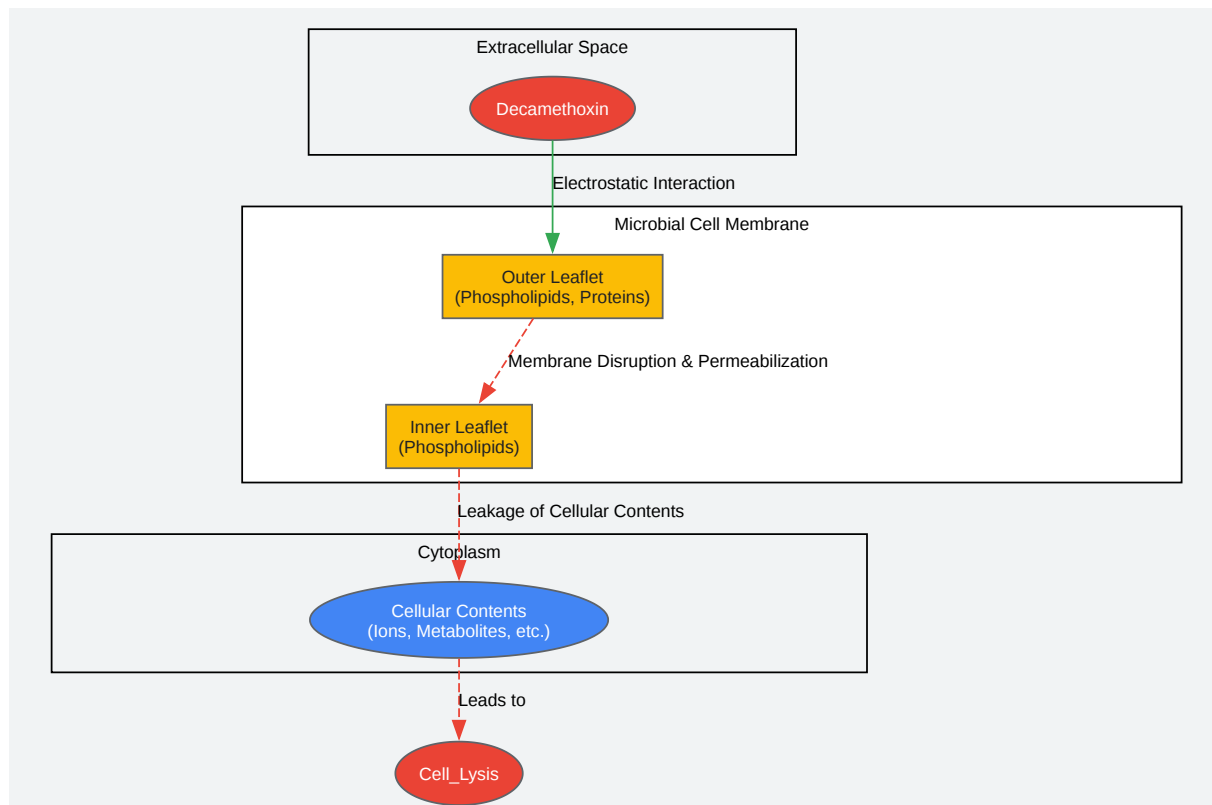 Extracellular Space
Decamethoxin
Electrostatic Interaction
Microbial Cell Membrane
Outer Leaflet
(Phospholipids, Proteins)
Membrane Disruption & Permeabilization
Inner Leaflet
(Phospholipids)
Leakage of Cellular Contents
Cytoplasm
Cellular Contents
(Ions, Metabolites, etc.)
Leads to
Cell_Lysis